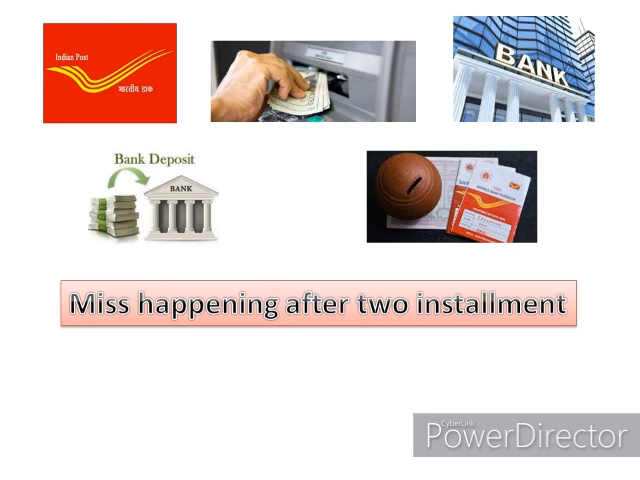 Indian Post
भारतीय डाक
BANK
Bank Deposit
BANK
Miss happening after two installment
CyberLink
PowerDirector